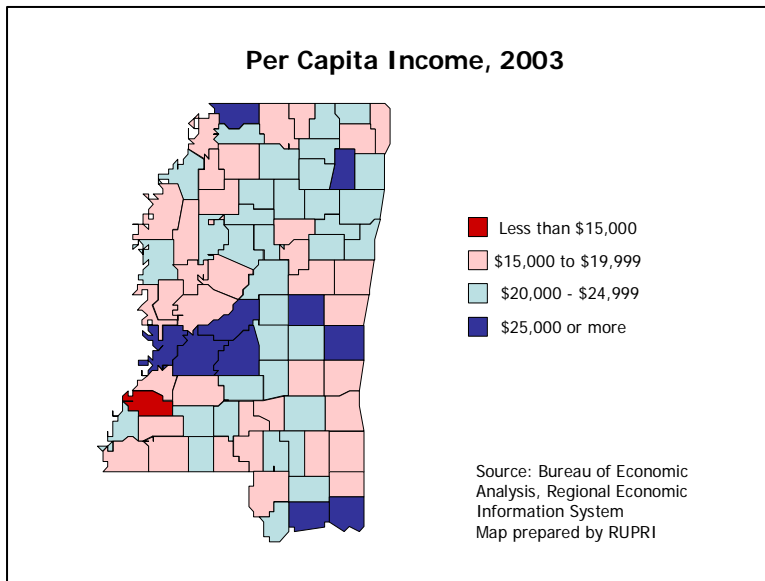 Per Capita Income, 2003
Less than $15,000
$15,000 to $19,999
$20,000 - $24,999
$25,000 or more
Source: Bureau of Economic
Analysis, Regional Economic
Information System
Map prepared by RUPRI